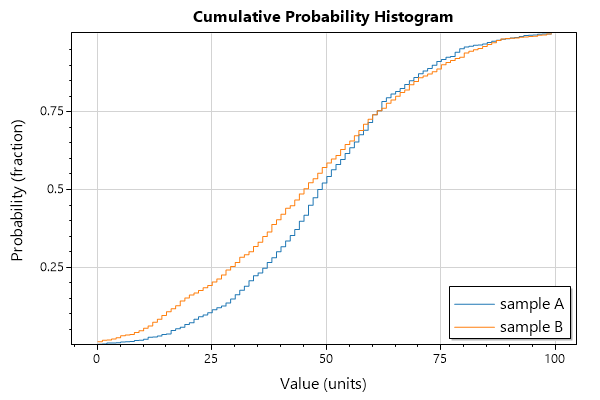 Cumulative Probability Histogram
Probability (fraction)
0.75
0.5
0.25
0
25
50
75
100
Value (units)
sample A
sample B